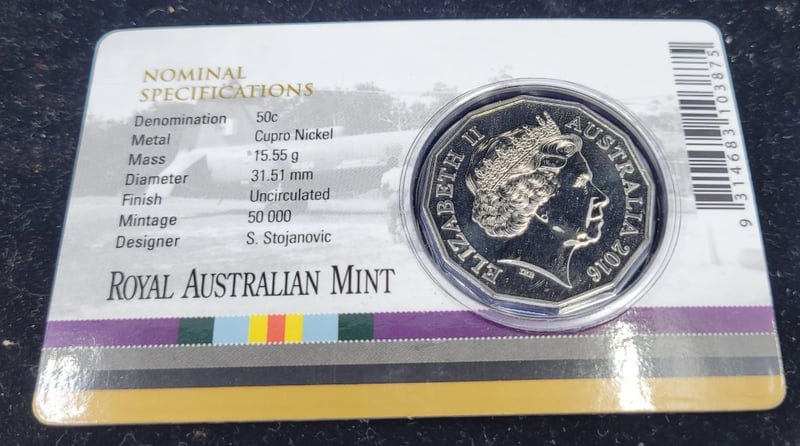 NOMINAL
SPECIFICATIONS
Denomination 50c
Metal Cupro Nickel
Mass 15.55 g
Diameter 31.51 mm
Finish Uncirculated
Mintage 50 000
Designer S. Stojanovic
ROYAL AUSTRALIAN MINT
ELIZABETH II AUSTRALIA 2016
IRB
9 314683 103875